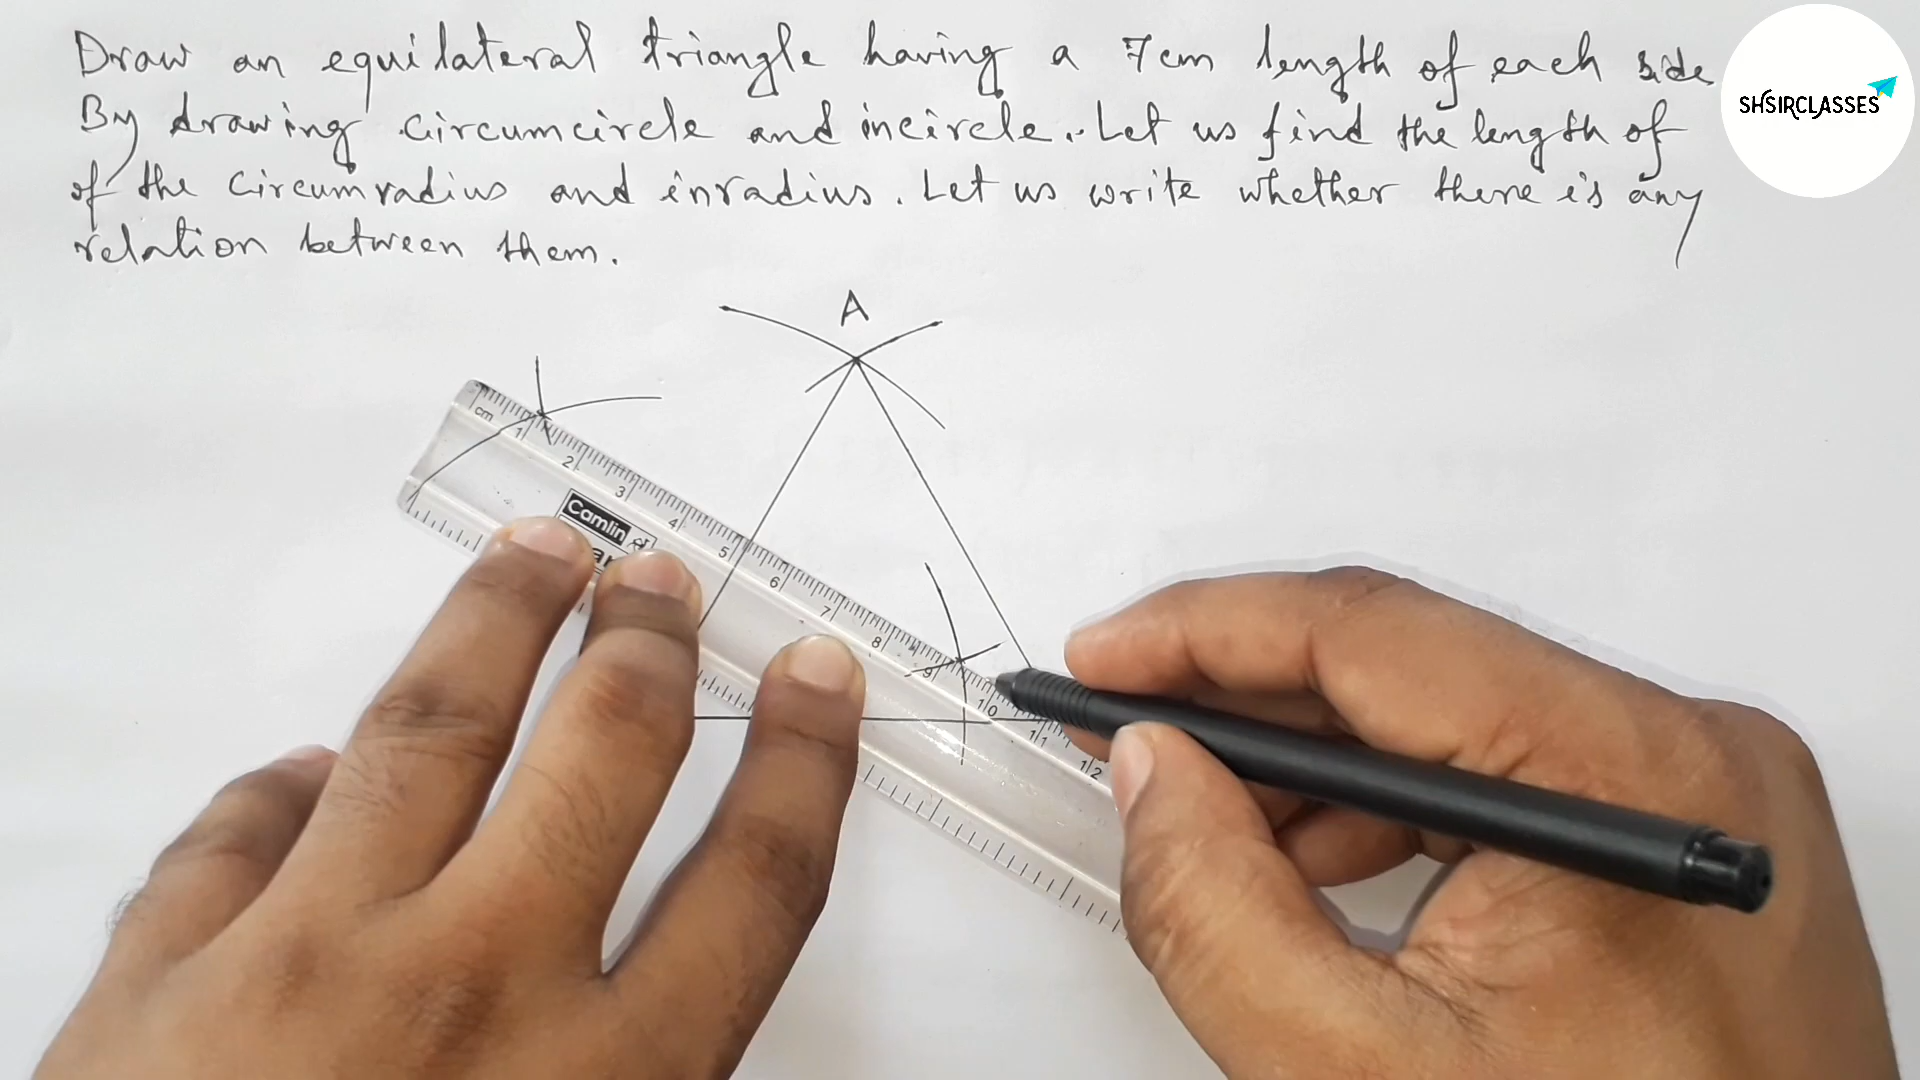 Draw an equilateral triangle having a 7cm length of each side
By drawing circumcircle and incircle. Let us find the length of
of the circumradius and inradius. Let us write whether there is any
relation between them.
SHSIRCLASSES
A
cm 1 2 3 4 5 6 7 8 9 10 11 12
Camlin